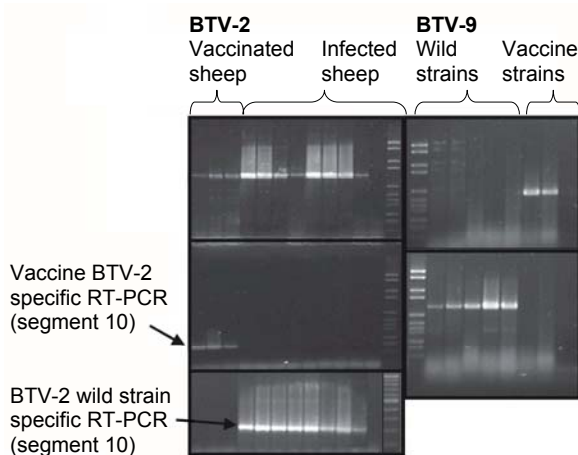 BTV-2
Vaccinated sheep
Infected sheep
BTV-9
Wild strains
Vaccine strains
Vaccine BTV-2
specific RT-PCR
(segment 10)
BTV-2 wild strain
specific RT-PCR
(segment 10)